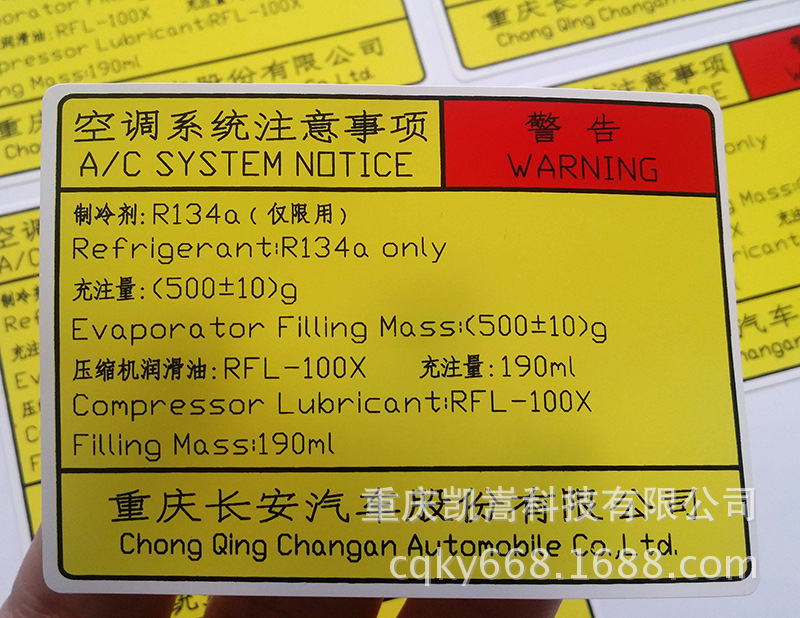 空调系统注意事项
A/C SYSTEM NOTICE
警告
WARNING
制冷剂:R134a(仅限用)
Refrigerant:R134a only
充注量:(500±10)g
Evaporator Filling Mass:(500±10)g
压缩机润滑油:RFL-100X 充注量:190ml
Compressor Lubricant:RFL-100X
Filling Mass:190ml
重庆长安汽车股份有限公司
Chong Qing Changan Automobile Co.,Ltd.
重庆凯嵩科技有限公司
cqky668.1688.com